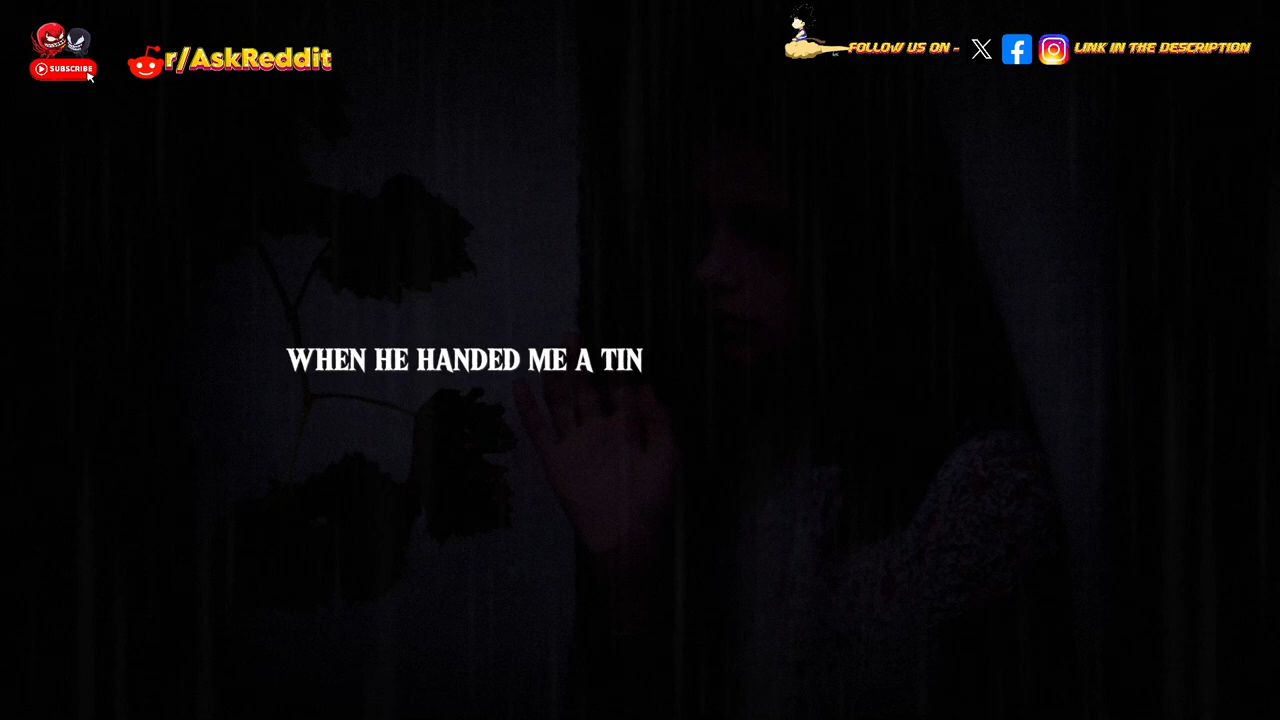 SUBSCRIBE
r/AskReddit
FOLLOW US ON -
LINK IN THE DESCRIPTION
WHEN HE HANDED ME A TIN